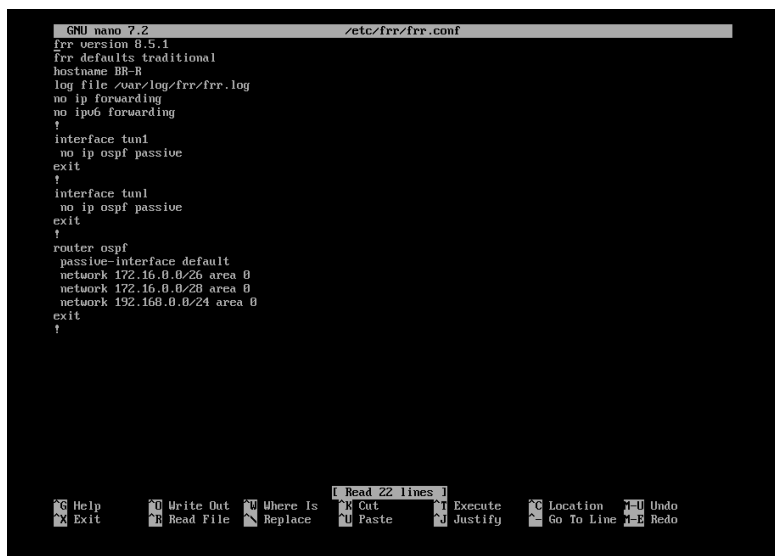 GNU nano 7.2 /etc/frr/frr.conf
frr version 8.5.1
frr defaults traditional
hostname BR-R
log file /var/log/frr/frr.log
no ip forwarding
no ipv6 forwarding
!
interface tun1
 no ip ospf passive
exit
!
interface tunl
 no ip ospf passive
exit
!
router ospf
 passive-interface default
 network 172.16.0.0/26 area 0
 network 172.16.0.0/28 area 0
 network 192.168.0.0/24 area 0
exit
!
[ Read 22 lines ]
^G Help ^O Write Out ^W Where Is ^K Cut ^T Execute ^C Location M-U Undo
^X Exit ^R Read File ^\ Replace ^U Paste ^J Justify ^- Go To Line M-E Redo